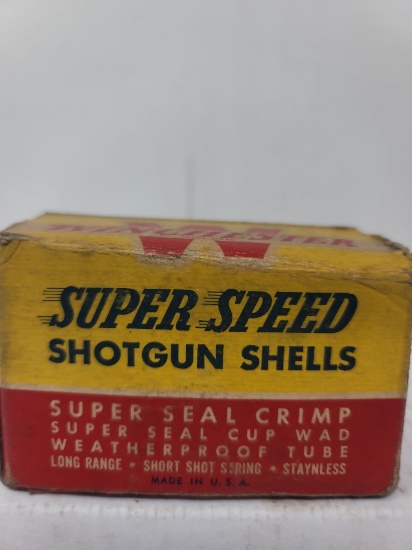 WINCHESTER
SUPER SPEED
SHOTGUN SHELLS
SUPER SEAL CRIMP
SUPER SEAL CUP WAD
WEATHERPROOF TUBE
LONG RANGE • SHORT SHOT STRING • STAYNLESS
MADE IN U.S.A.